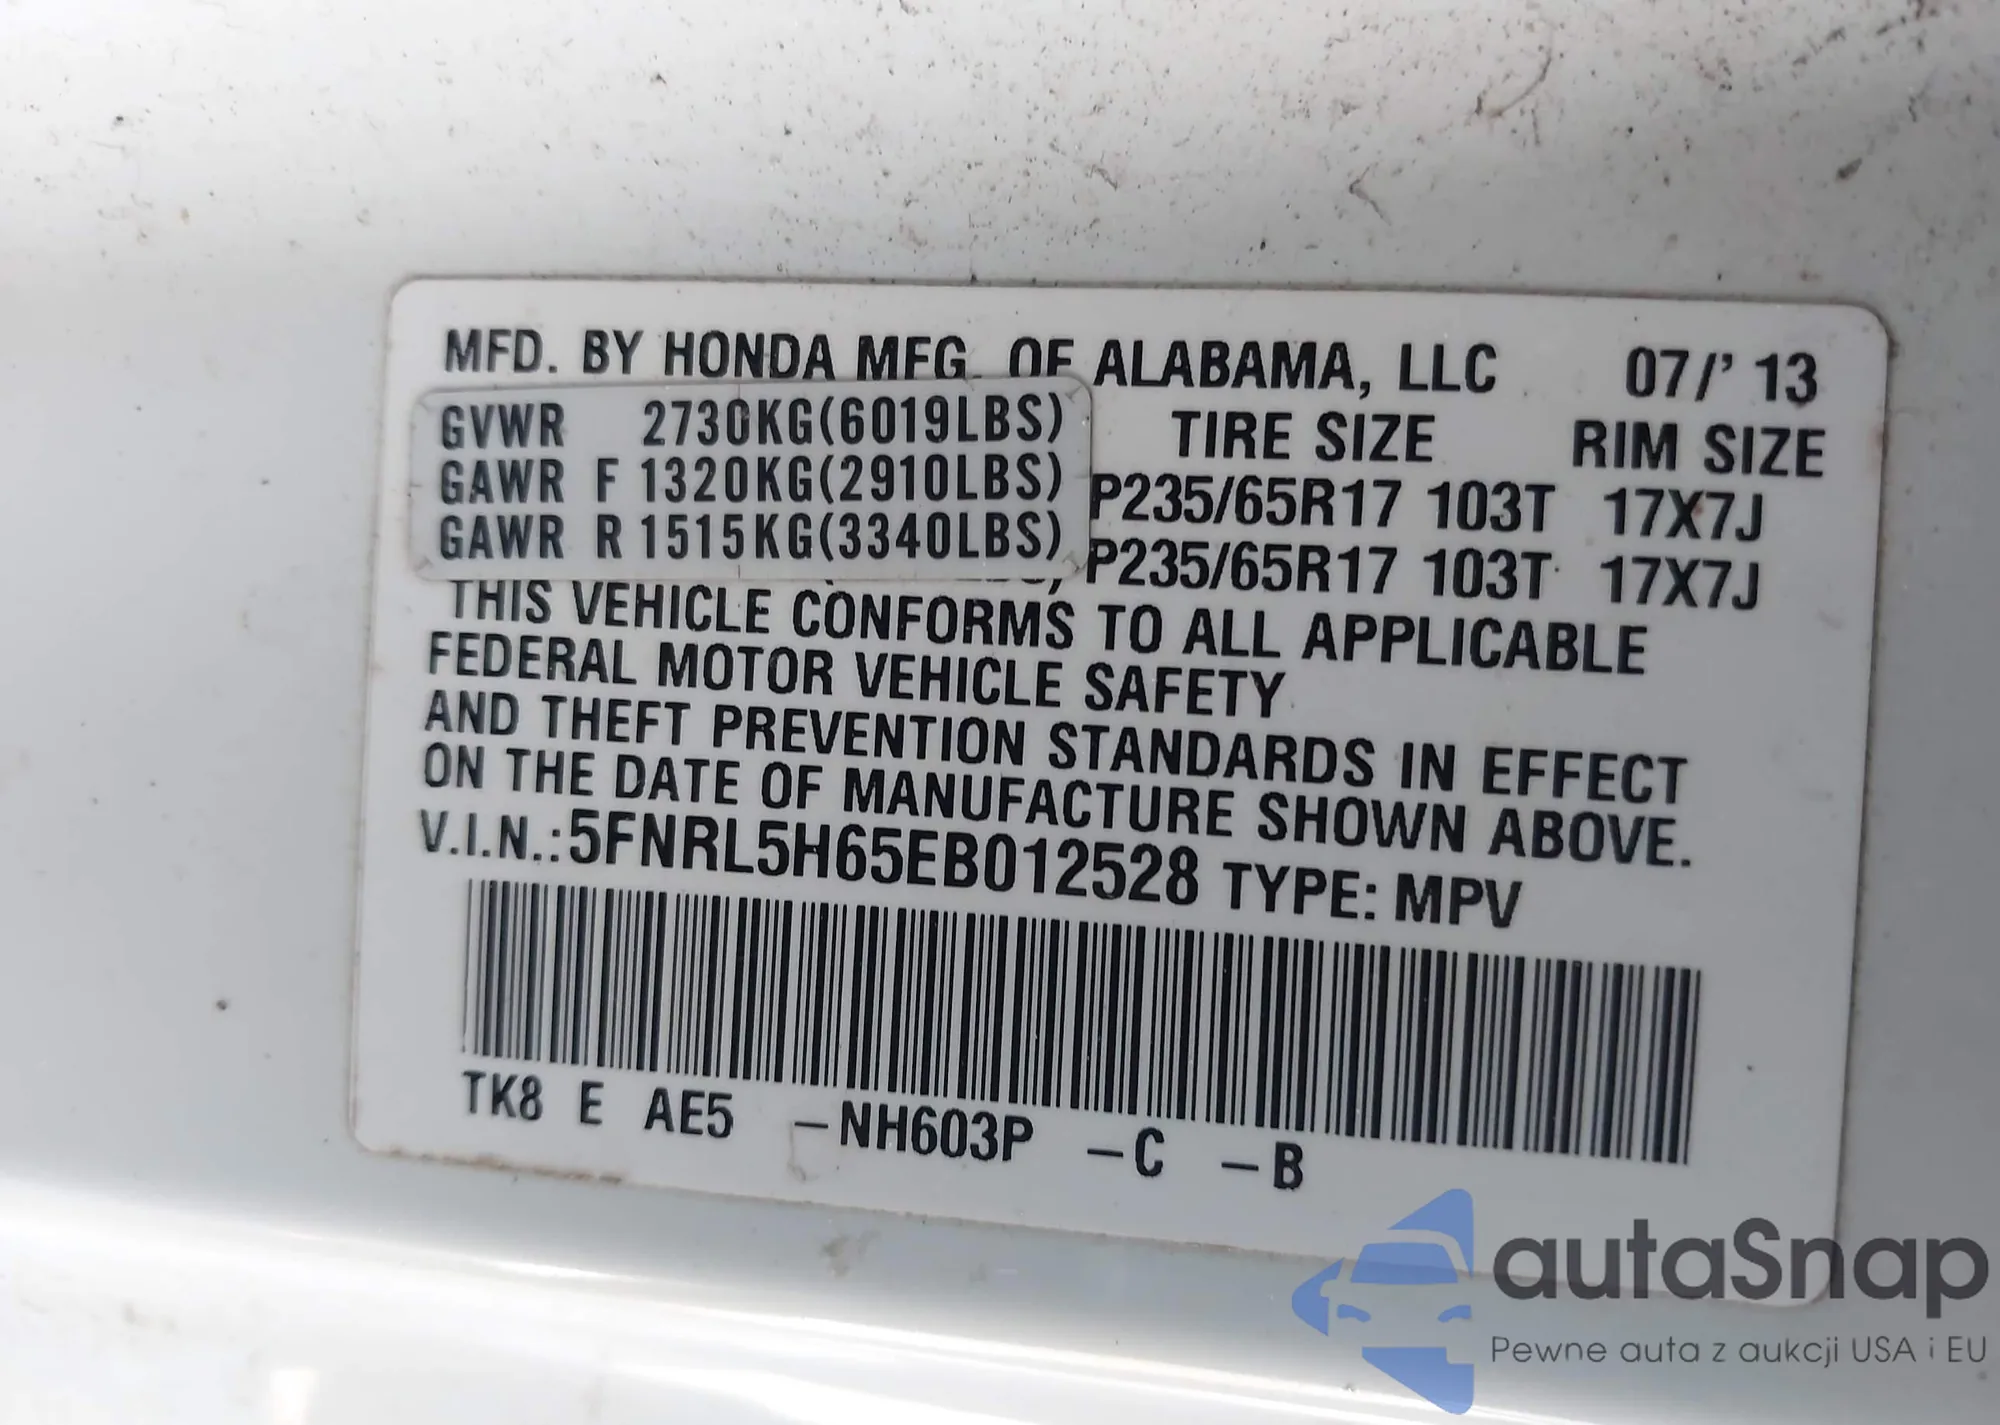 MFD. BY HONDA MFG. OF ALABAMA, LLC 07/' 13
GVWR 2730KG(6019LBS) TIRE SIZE RIM SIZE
GAWR F 1320KG(2910LBS) P235/65R17 103T 17X7J
GAWR R 1515KG(3340LBS) P235/65R17 103T 17X7J
THIS VEHICLE CONFORMS TO ALL APPLICABLE
FEDERAL MOTOR VEHICLE SAFETY
AND THEFT PREVENTION STANDARDS IN EFFECT
ON THE DATE OF MANUFACTURE SHOWN ABOVE.
V.I.N.:5FNRL5H65EB012528 TYPE: MPV
TK8 E AE5 -NH603P -C -B
autaSnap
Pewne auta z aukcji USA i EU